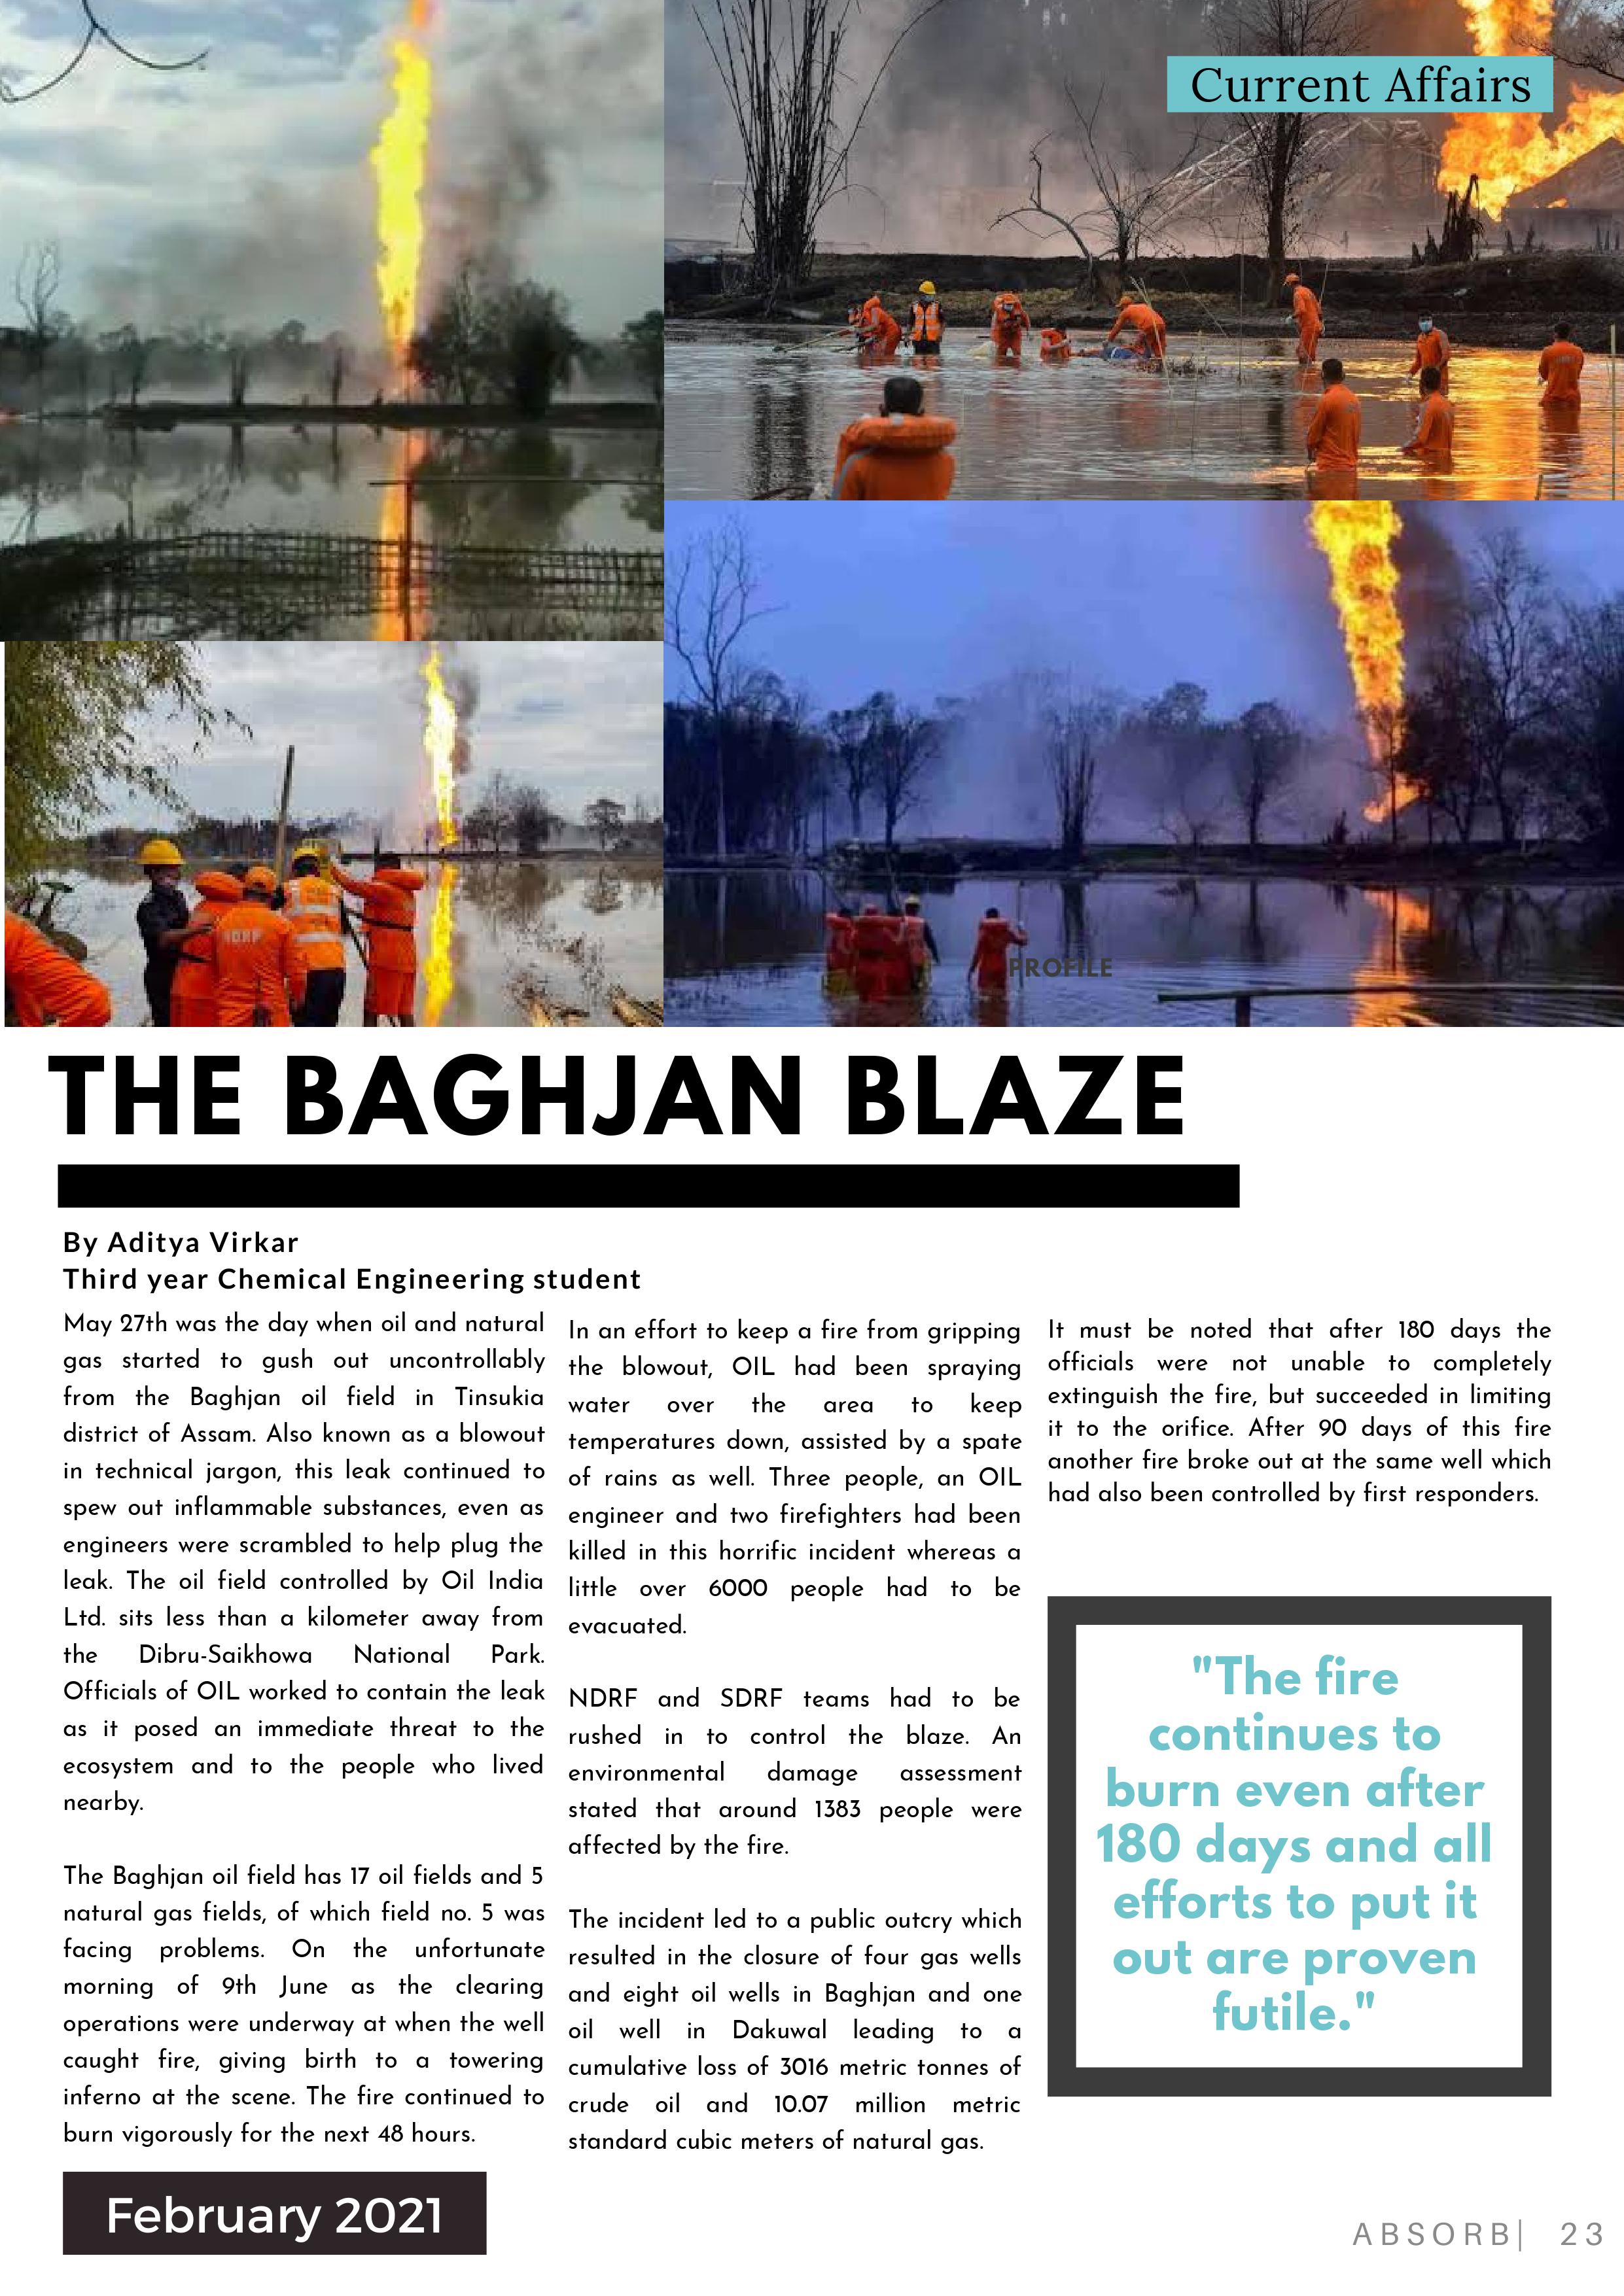 Current Affairs
NDRF
PROFILE
THE BAGHJAN BLAZE
By Aditya Virkar
Third year Chemical Engineering student
May 27th was the day when oil and natural
gas started to gush out uncontrollably
from the Baghjan oil field in Tinsukia
district of Assam. Also known as a blowout
in technical jargon, this leak continued to
spew out inflammable substances, even as
engineers were scrambled to help plug the
leak. The oil field controlled by Oil India
Ltd. sits less than a kilometer away from
the Dibru-Saikhowa National Park.
Officials of OIL worked to contain the leak
as it posed an immediate threat to the
ecosystem and to the people who lived
nearby.
The Baghjan oil field has 17 oil fields and 5
natural gas fields, of which field no. 5 was
facing problems. On the unfortunate
morning of 9th June as the clearing
operations were underway at when the well
caught fire, giving birth to a towering
inferno at the scene. The fire continued to
burn vigorously for the next 48 hours.
In an effort to keep a fire from gripping
the blowout, OIL had been spraying
water over the area to keep
temperatures down, assisted by a spate
of rains as well. Three people, an OIL
engineer and two firefighters had been
killed in this horrific incident whereas a
little over 6000 people had to be
evacuated.
NDRF and SDRF teams had to be
rushed in to control the blaze. An
environmental damage assessment
stated that around 1383 people were
affected by the fire.
The incident led to a public outcry which
resulted in the closure of four gas wells
and eight oil wells in Baghjan and one
oil well in Dakuwal leading to a
cumulative loss of 3016 metric tonnes of
crude oil and 10.07 million metric
standard cubic meters of natural gas.
It must be noted that after 180 days the
officials were not unable to completely
extinguish the fire, but succeeded in limiting
it to the orifice. After 90 days of this fire
another fire broke out at the same well which
had also been controlled by first responders.
"The fire
continues to
burn even after
180 days and all
efforts to put it
out are proven
futile."
February 2021
ABSORB| 23